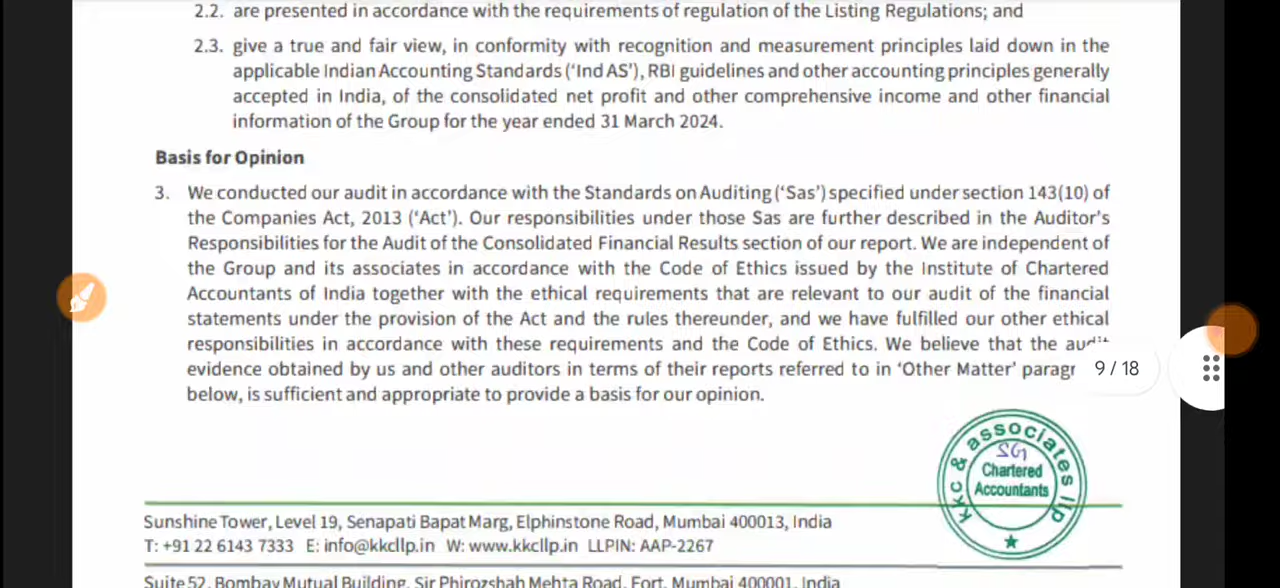 2.2. are presented in accordance with the requirements of regulation of the Listing Regulations; and
2.3. give a true and fair view, in conformity with recognition and measurement principles laid down in the
applicable Indian Accounting Standards ('Ind AS'), RBI guidelines and other accounting principles generally
accepted in India, of the consolidated net profit and other comprehensive income and other financial
information of the Group for the year ended 31 March 2024.
Basis for Opinion
3. We conducted our audit in accordance with the Standards on Auditing ('Sas') specified under section 143(10) of
the Companies Act, 2013 ('Act'). Our responsibilities under those Sas are further described in the Auditor's
Responsibilities for the Audit of the Consolidated Financial Results section of our report. We are independent of
the Group and its associates in accordance with the Code of Ethics issued by the Institute of Chartered
Accountants of India together with the ethical requirements that are relevant to our audit of the financial
statements under the provision of the Act and the rules thereunder, and we have fulfilled our other ethical
responsibilities in accordance with these requirements and the Code of Ethics. We believe that the audit
evidence obtained by us and other auditors in terms of their reports referred to in 'Other Matter' paragr
9 / 18
below, is sufficient and appropriate to provide a basis for our opinion.
kkc & associates llp
Chartered
Accountants
Sunshine Tower, Level 19, Senapati Bapat Marg, Elphinstone Road, Mumbai 400013, India
T: +91 22 6143 7333 E: info@kkcllp.in W: www.kkcllp.in LLPIN: AAP-2267
Suite 52, Bombay Mutual Building, Sir Phirozshah Mehta Road, Fort, Mumbai 400001, India